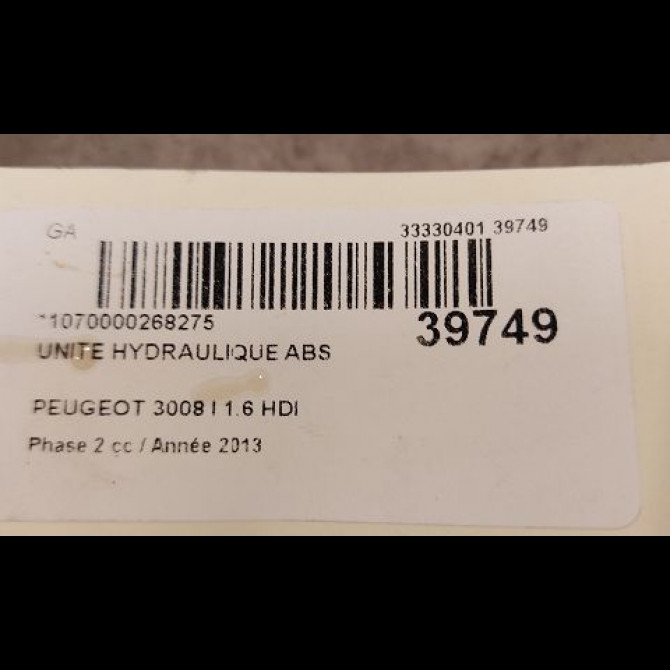 GA 33330401 39749
*1070000268275 39749
UNITE HYDRAULIQUE ABS
PEUGEOT 3008 I 1.6 HDI
Phase 2 cc / Année 2013